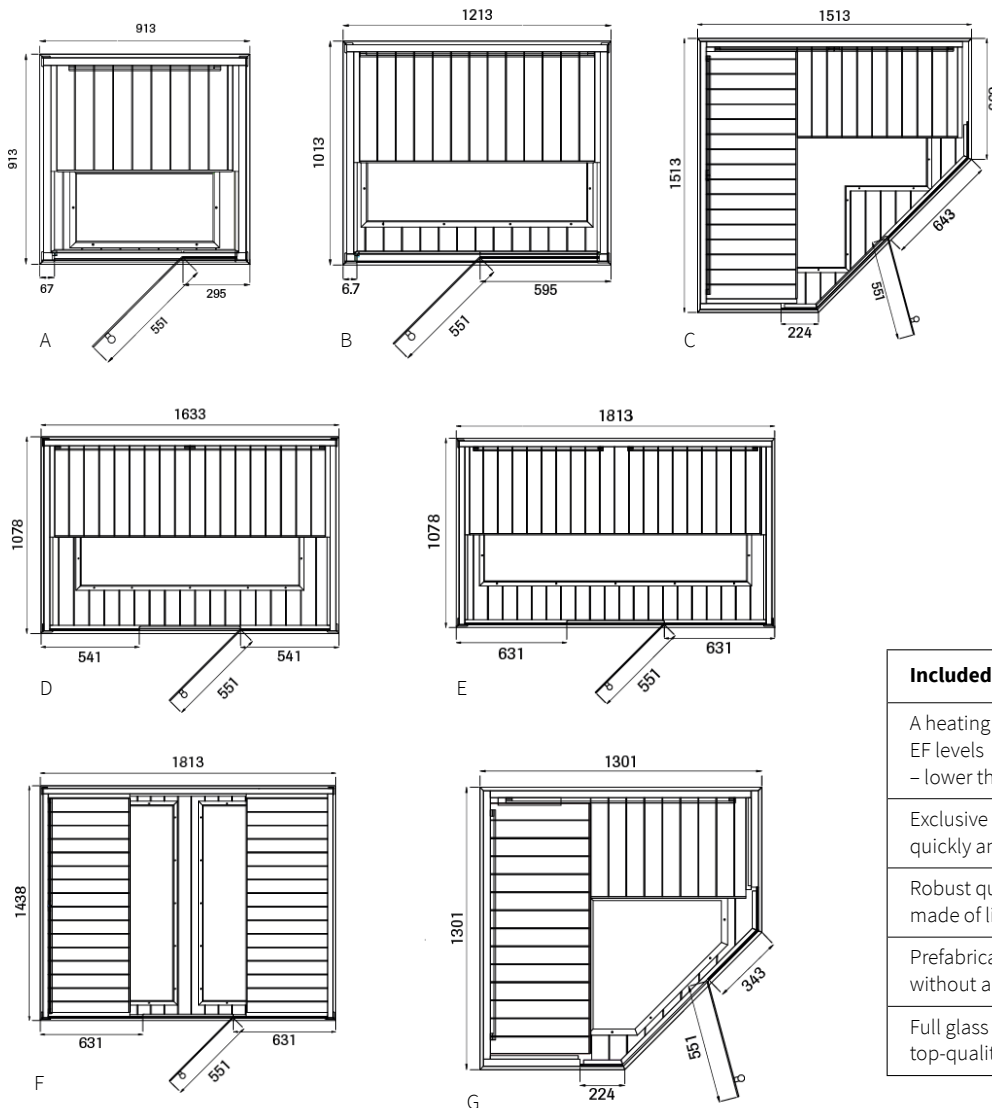 913
913
67
295
551
A
1213
1013
6.7
595
551
B
1513
1513
643
551
224
C
1633
1078
541
541
551
D
1813
1078
631
631
551
E
1813
1438
631
631
551
F
1301
1301
343
551
224
G
Included
A heating
EF levels
– lower th
Exclusive
quickly ar
Robust qu
made of li
Prefabrica
without a
Full glass
top-qualit